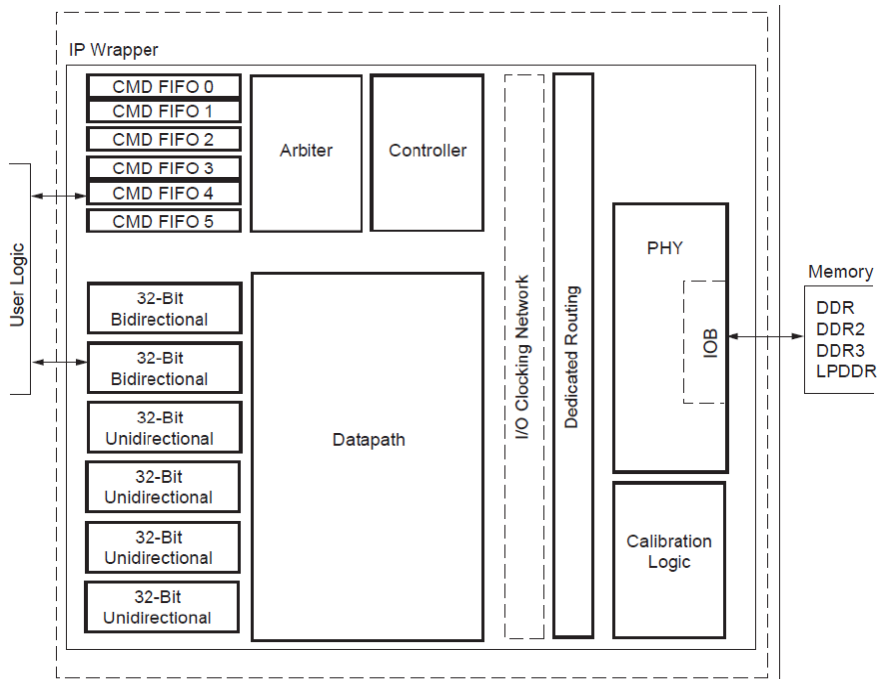 IP Wrapper
CMD FIFO 0
CMD FIFO 1
CMD FIFO 2
CMD FIFO 3
CMD FIFO 4
CMD FIFO 5
Arbiter
Controller
User Logic
32-Bit
Bidirectional
32-Bit
Bidirectional
32-Bit
Unidirectional
32-Bit
Unidirectional
32-Bit
Unidirectional
32-Bit
Unidirectional
Datapath
I/O Clocking Network
Dedicated Routing
PHY
IOB
Calibration
Logic
Memory
DDR
DDR2
DDR3
LPDDR